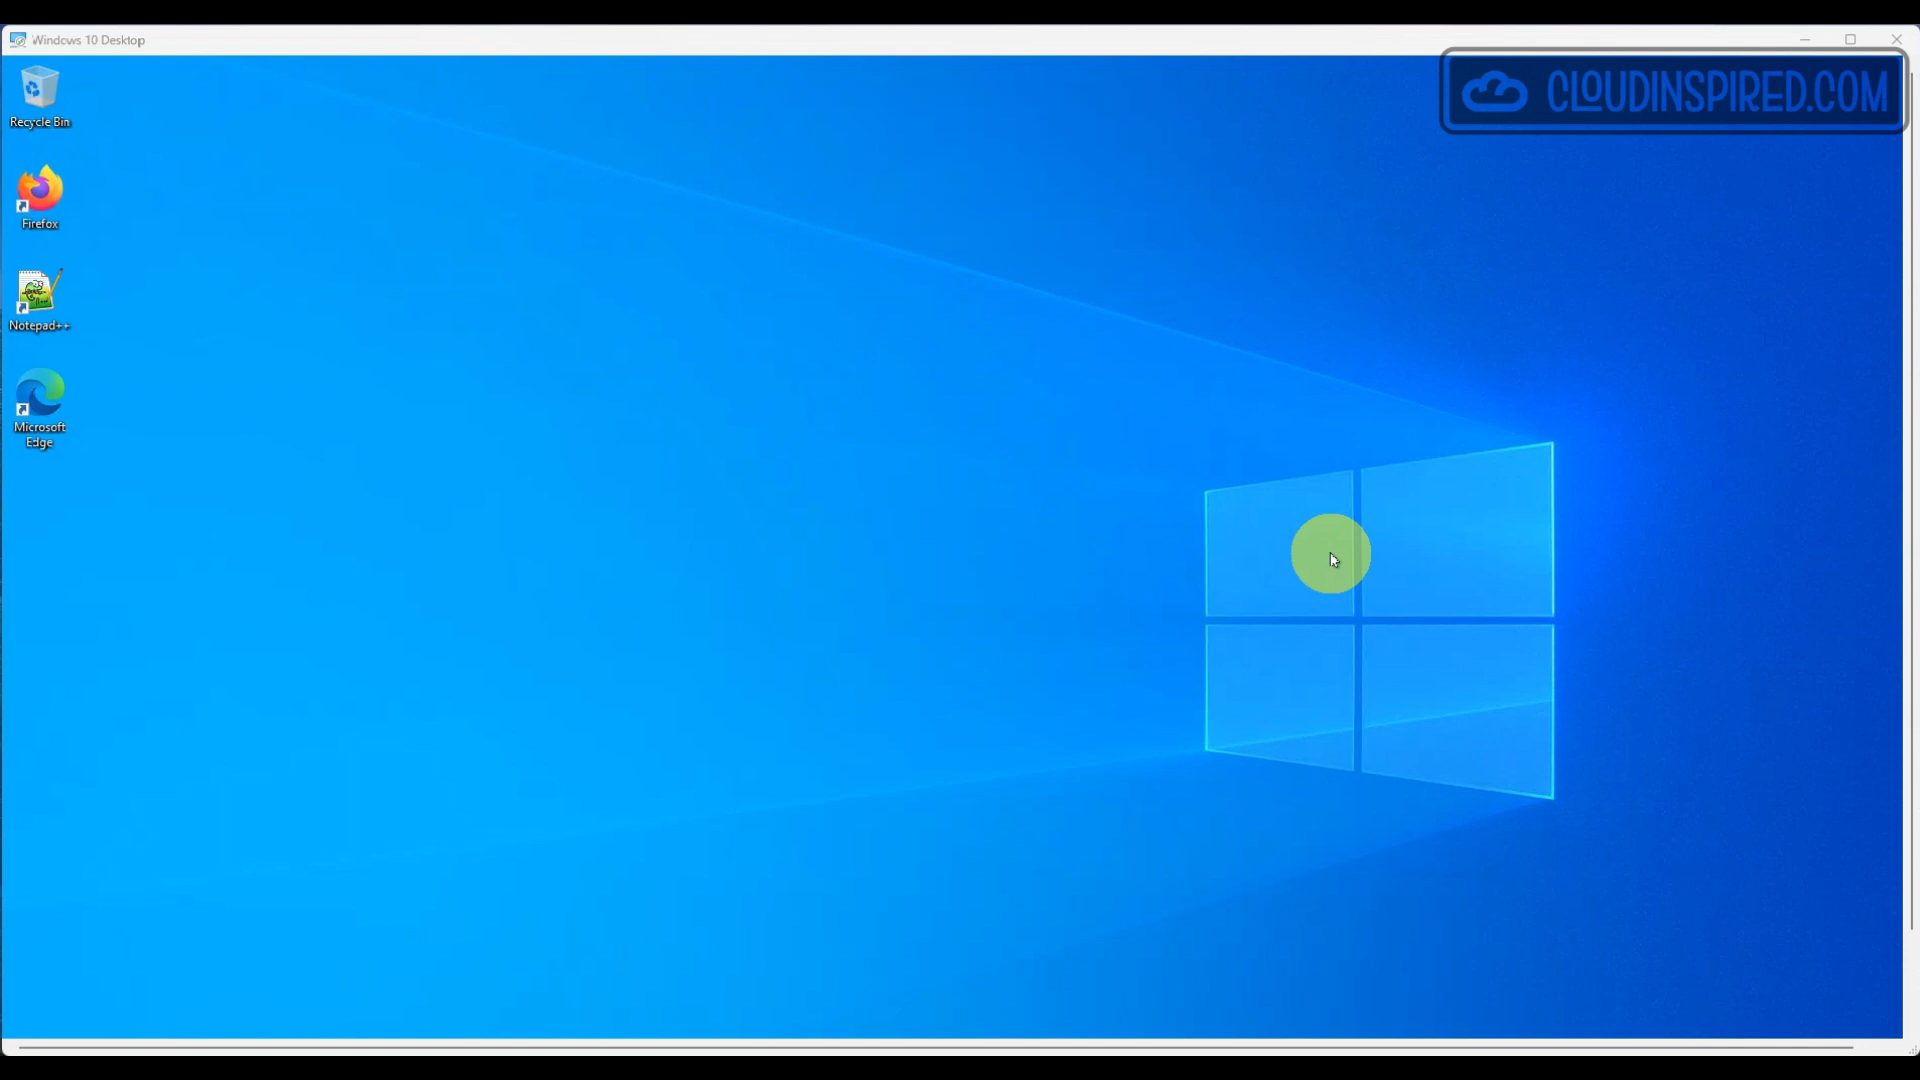 Windows 10 Desktop
CLOUDINSPIRED.COM
Recycle Bin
Firefox
Notepad++
Microsoft
Edge